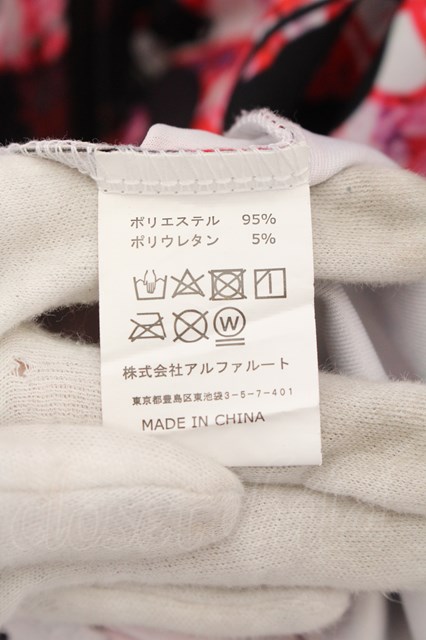 ポリエステル 95%
ポリウレタン 5%
W
株式会社アルファルート
東京都豊島区東池袋3-5-7-401
MADE IN CHINA
closetchild